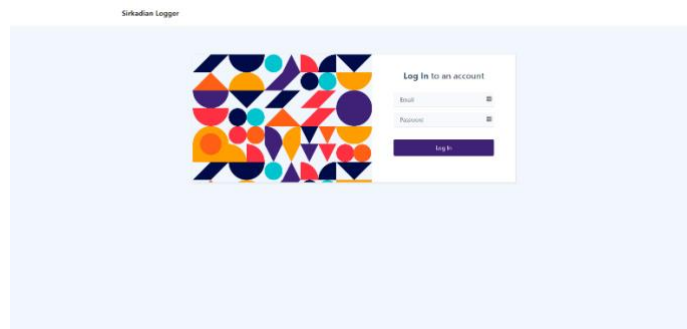 Sirkadian Logger
Log In to an account
Email
Password
Log In